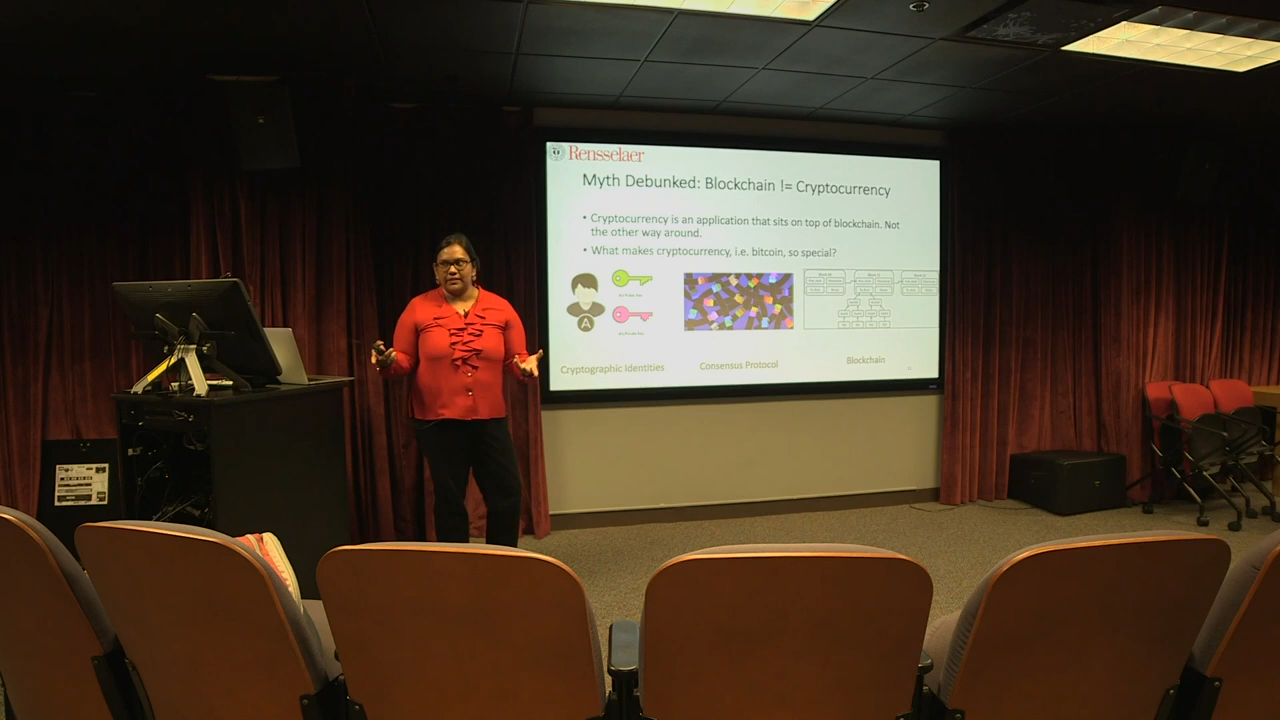 Rensselaer
Myth Debunked: Blockchain != Cryptocurrency
• Cryptocurrency is an application that sits on top of blockchain. Not
the other way around.
• What makes cryptocurrency, i.e. bitcoin, so special?
A
Cryptographic Identities
Consensus Protocol
Blockchain